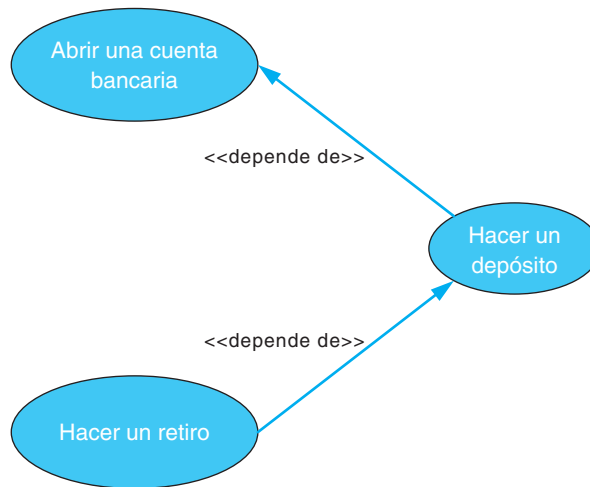 Abrir una cuenta
bancaria
<<depende de>>
Hacer un
depósito
<<depende de>>
Hacer un retiro